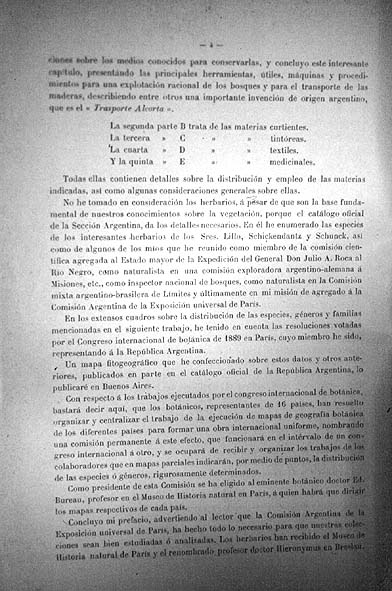 — 4 —
ciones sobre los medios conocidos para conservarlas, y concluyo este interesante
capítulo, presentando las principales herramientas, útiles, máquinas y procedi-
mientos para una explotación racional de los bosques y para el transporte de las
maderas, describiendo entre otros una importante invención de origen argentino,
que es el « Trasporte Alcorta ».
La segunda parte B trata de las materias curtientes.
La tercera » C » » tintóreas.
La cuarta » D » » textiles.
Y la quinta » E » » medicinales.
Todas ellas contienen detalles sobre la distribución y empleo de las materias
indicadas, así como algunas consideraciones generales sobre ellas.
No he tomado en consideración los herbarios, á pesar de que son la base funda-
mental de nuestros conocimientos sobre la vegetación, porque el catálogo oficial
de la Sección Argentina, da los detalles necesarios. En él he enumerado las especies
de los interesantes herbarios de los Sres. Lillo, Schickendantz y Schunck, así
como de algunos de los mios que he reunido como miembro de la comisión cien-
tífica agregada al Estado mayor de la Expedición del General Don Julio A. Roca al
Rio Negro, como naturalista en una comisión exploradora argentino-alemana á
Misiones, etc., como inspector nacional de bosques, como naturalista en la Comisión
mixta argentino-brasilera de Límites y últimamente en mi misión de agregado á la
Comisión Argentina de la Exposición universal de Paris.
En los extensos cuadros sobre la distribución de las especies, géneros y familias
mencionadas en el siguiente trabajo, he tenido en cuenta las resoluciones votadas
por el Congreso internacional de botánica de 1889 en Paris, cuyo miembro he sido,
representando á la República Argentina.
Un mapa fitogeográfico que he confeccionado sobre estos datos y otros ante-
riores, publicados en parte en el catálogo oficial de la República Argentina, lo
publicaré en Buenos Aires.
Con respecto á los trabajos ejecutados por el congreso internacional de botánica,
bastará decir aquí, que los botánicos, representantes de 16 países, han resuelto
organizar y centralizar el trabajo de la ejecución de mapas de geografía botánica
de los diferentes países para formar una obra internacional uniforme, nombrando
una comisión permanente á este efecto, que funcionará en el intérvalo de un con-
greso internacional á otro, y se ocupará de recibir y organizar los trabajos de los
colaboradores que en mapas parciales indicarán, por medio de puntos, la distribución
de las especies ó géneros, rigurosamente determinados.
Como presidente de esta Comisión se ha eligido al eminente botánico doctor Ed.
Bureau, profesor en el Museo de Historia natural en Paris, a quien habrá que dirigir
los mapas respectivos de cada país.
Concluyo mi prefacio, advertiendo al lector que la Comisión Argentina de la
Exposición universal de Paris, ha hecho todo lo necesario para que nuestras colec-
ciones sean bien estudiadas ó analisadas. Los herbarios han recibido el Museo de
Historia natural de Paris y el renombrado profesor doctor Hieronymus en Breslau.